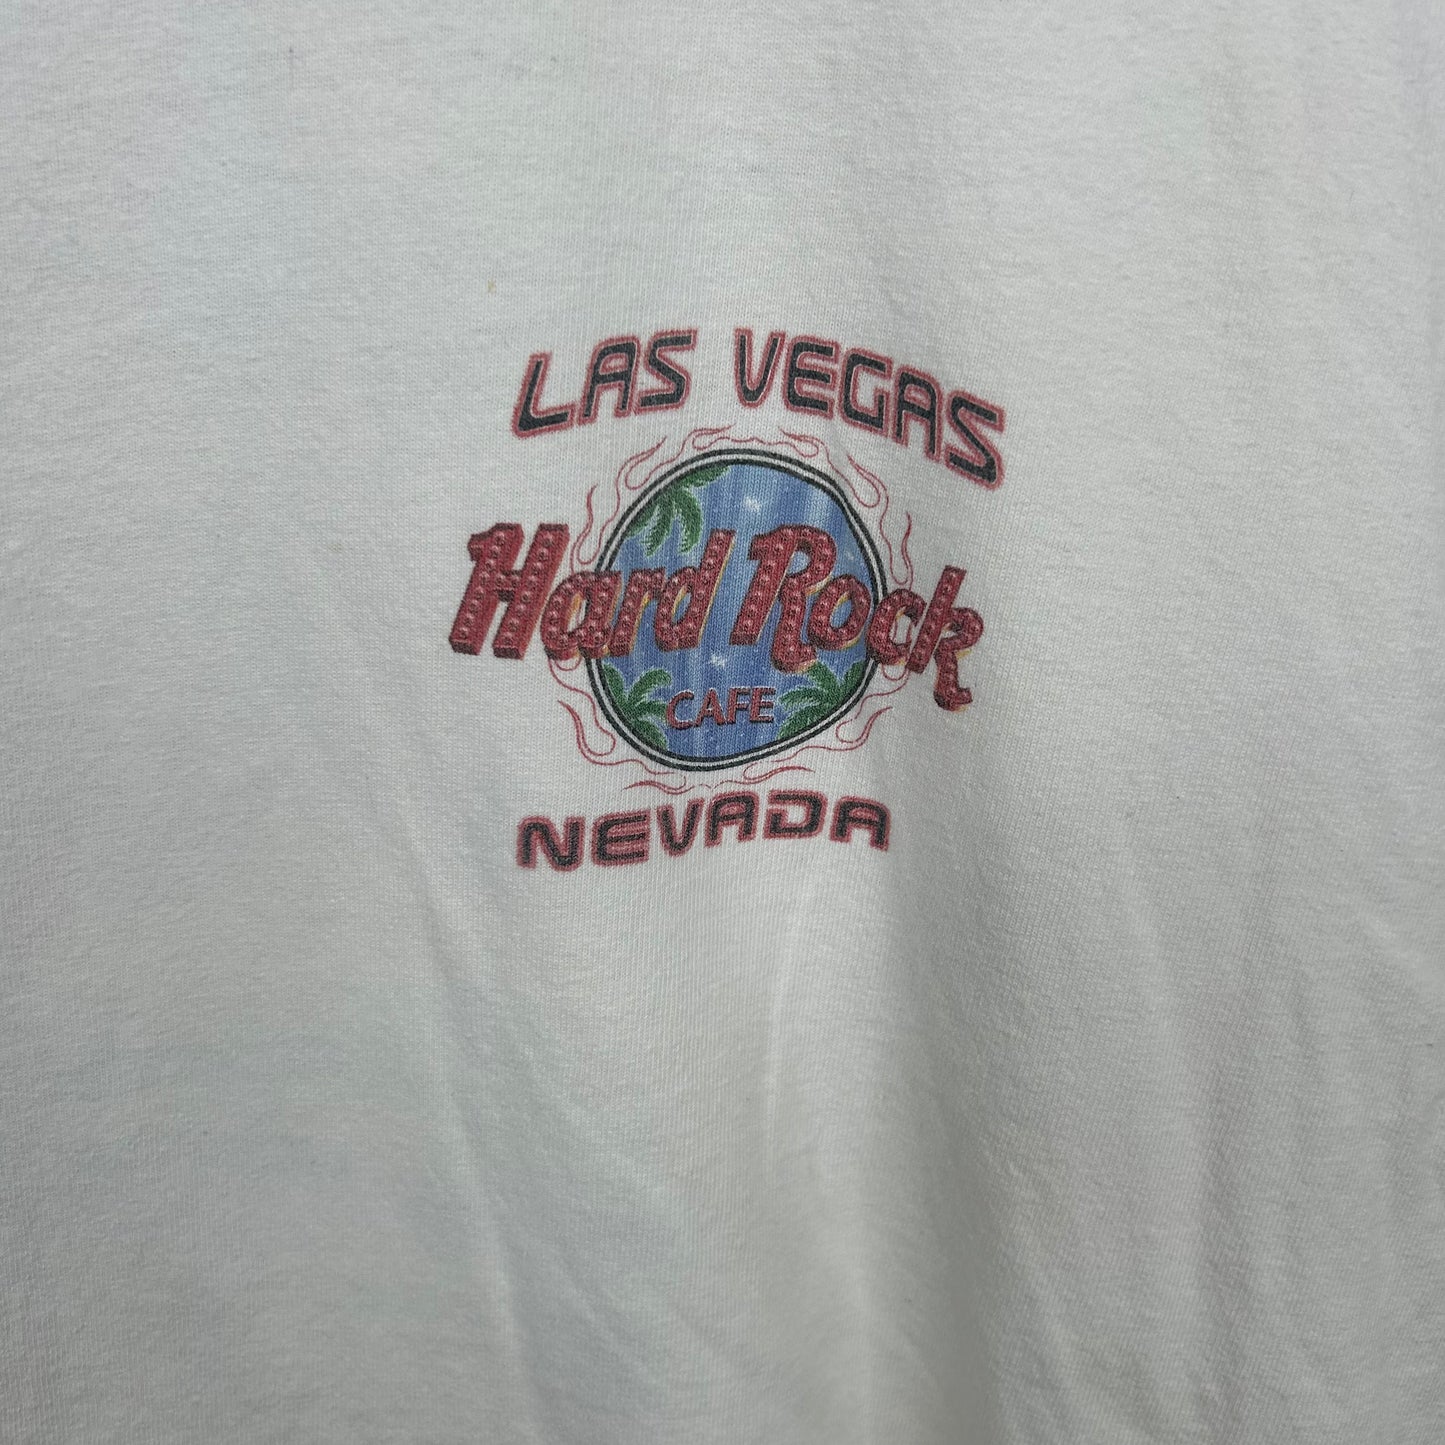 LAS VEGAS
Hard Rock
CAFE
NEVADA